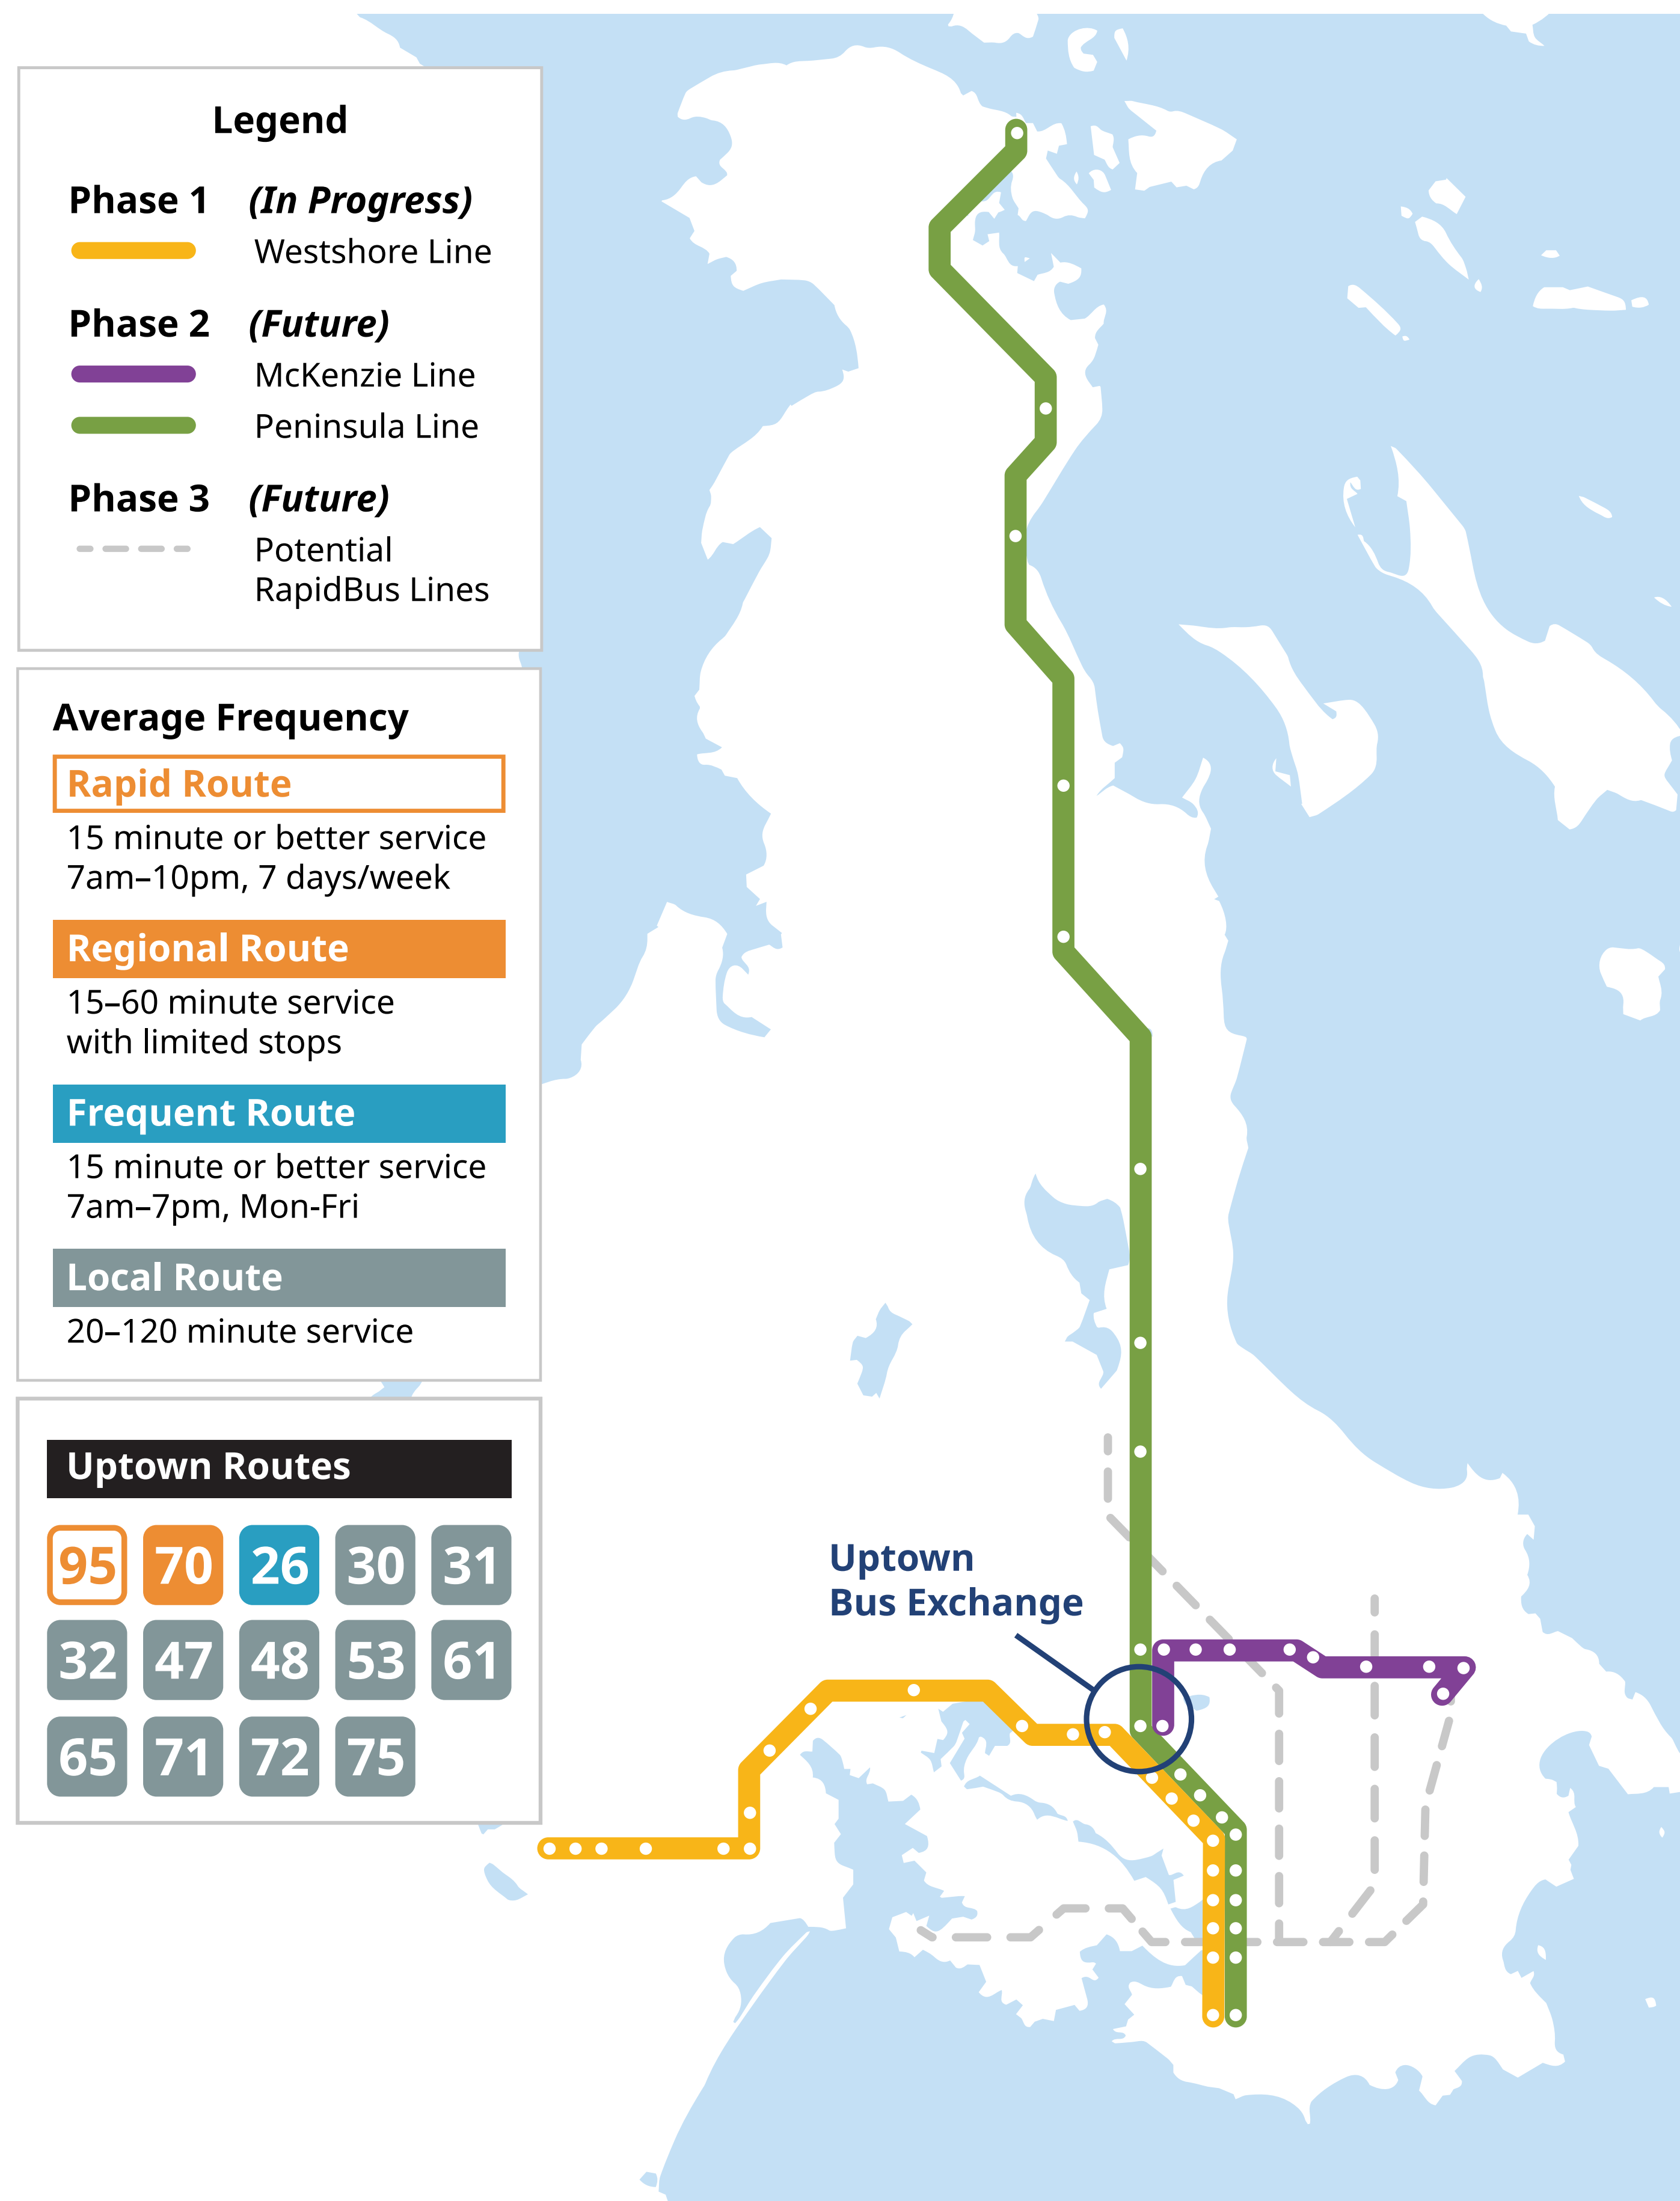 Legend
Phase 1 (In Progress)
Westshore Line
Phase 2 (Future)
McKenzie Line
Peninsula Line
Phase 3 (Future)
Potential
RapidBus Lines
Average Frequency
Rapid Route
15 minute or better service
7am–10pm, 7 days/week
Regional Route
15–60 minute service
with limited stops
Frequent Route
15 minute or better service
7am–7pm, Mon-Fri
Local Route
20–120 minute service
Uptown Routes
95 70 26 30 31
32 47 48 53 61
65 71 72 75
Uptown
Bus Exchange